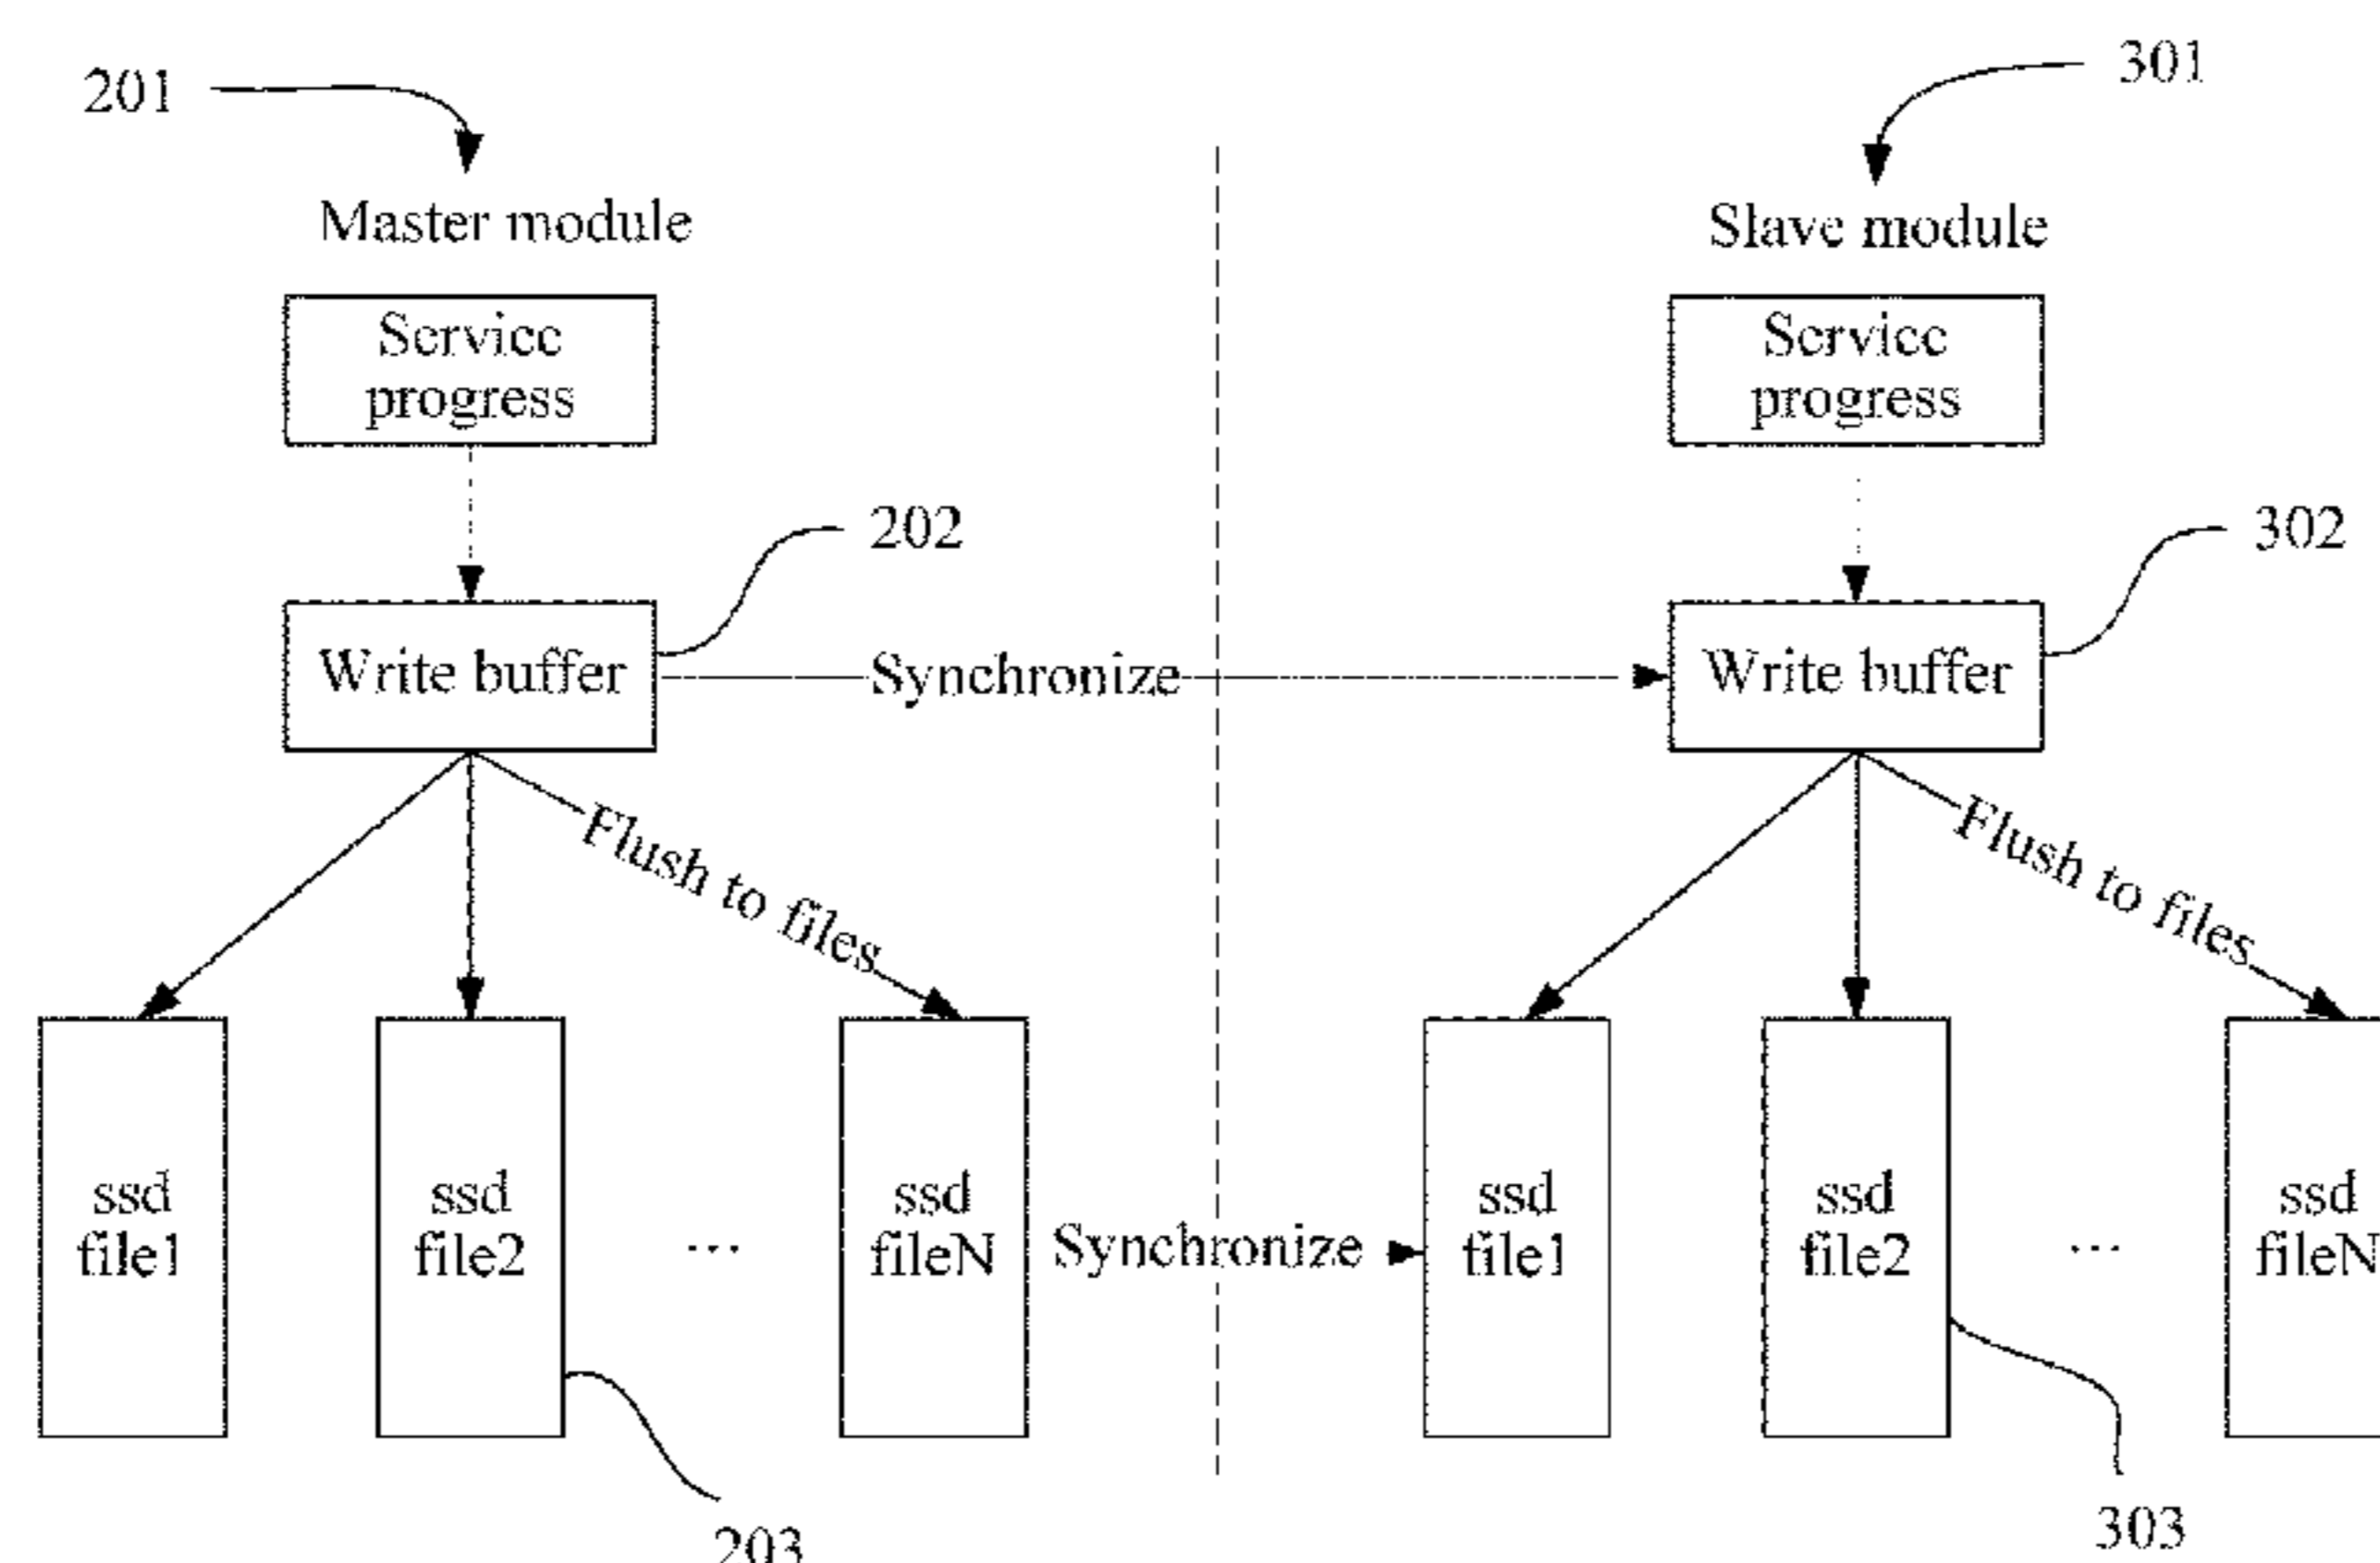 201
301
Master module
Slave module
Service
progress
Service
progress
202
302
Write buffer
Synchronize
Write buffer
Flush to files
Flush to files
ssd
file1
ssd
file2
...
ssd
fileN
Synchronize
ssd
file1
ssd
file2
...
ssd
fileN
203
303